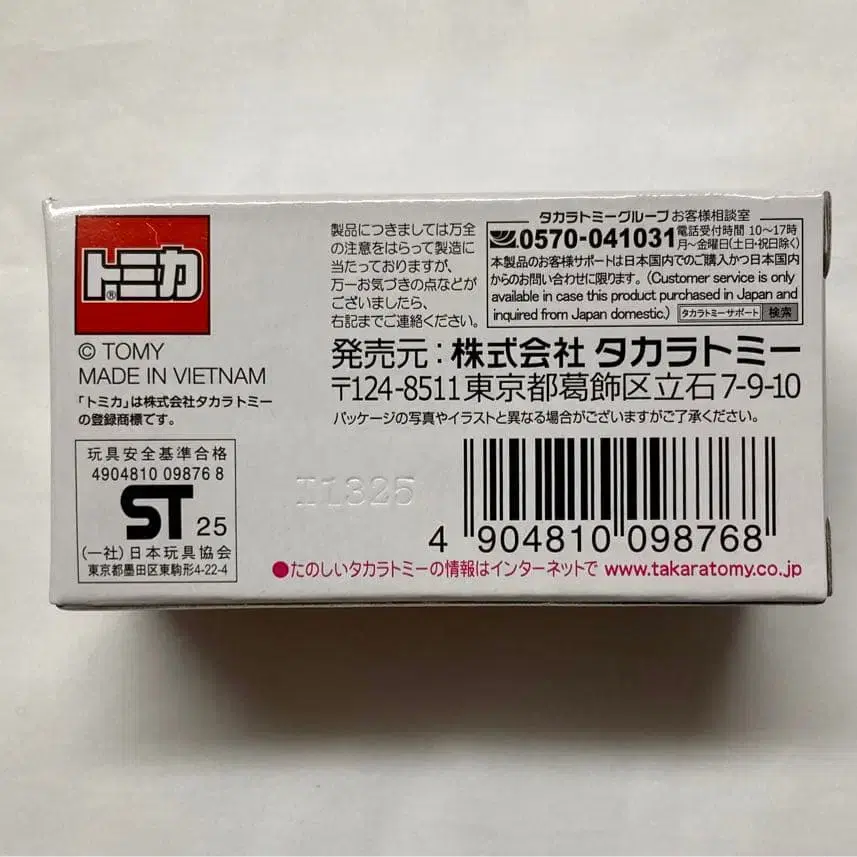 トミカ®
© TOMY
MADE IN VIETNAM
「トミカ」は株式会社タカラトミー
の登録商標です。
玩具安全基準合格
4904810 09876 8
ST 25
(一社)日本玩具協会
東京都墨田区東駒形4-22-4
製品につきましては万全
の注意をはらって製造に
当たっておりますが、
万一お気づきの点などが
ございましたら、
右記までご連絡ください。
タカラトミーグループ お客様相談室
0570-041031 電話受付時間 10〜17時
月〜金曜日(土日・祝日除く)
本製品のお客様サポートは日本国内でのご購入かつ日本国内
からのお問い合わせに限ります。(Customer service is only
available in case this product purchased in Japan and
inquired from Japan domestic.) タカラトミーサポート 検索
発売元:株式会社 タカラトミー
〒124-8511 東京都葛飾区立石7-9-10
パッケージの写真やイラストと異なる場合がございますがご了承ください。
I1325
4 904810 098768
●たのしいタカラトミーの情報はインターネットで www.takaratomy.co.jp